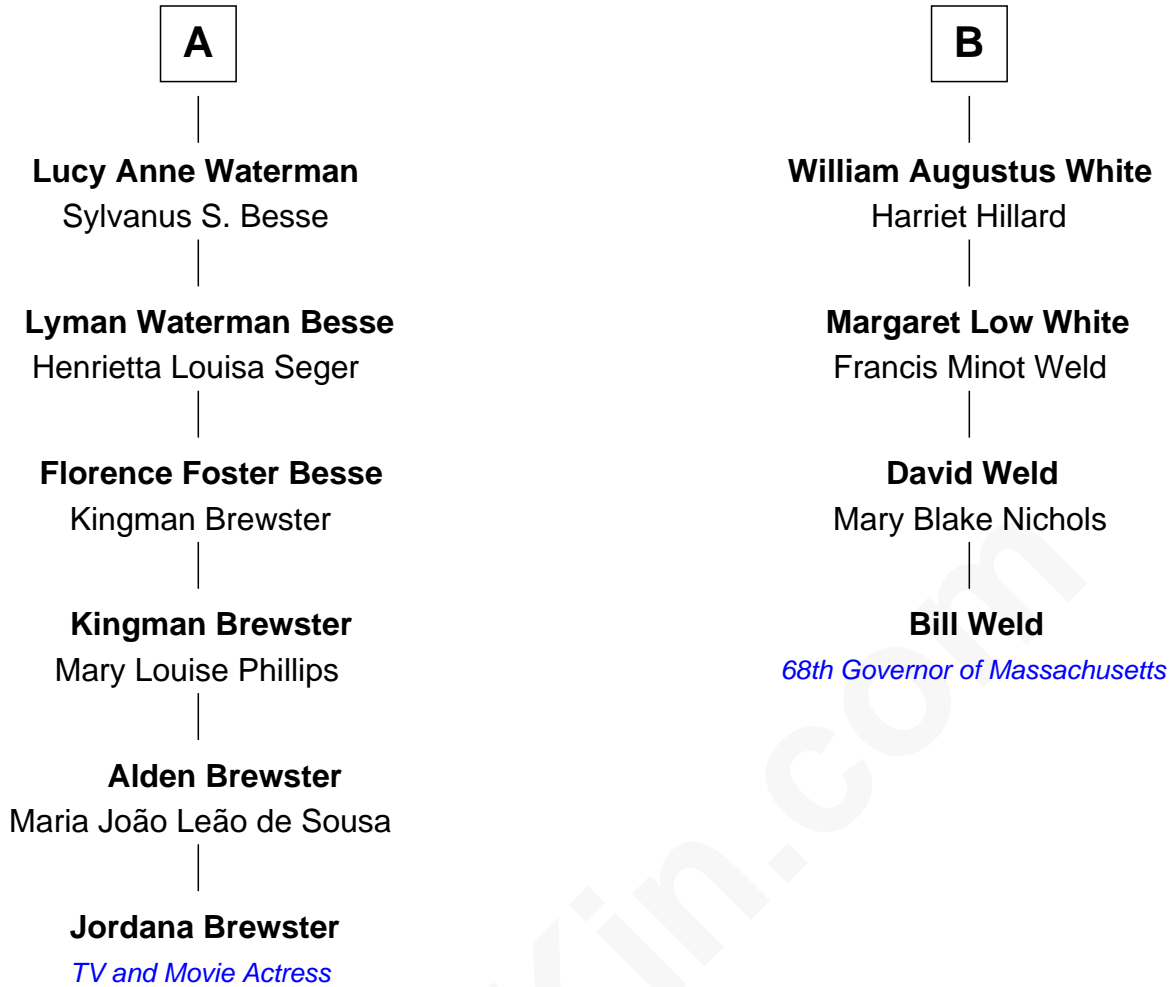 A
Lucy Anne Waterman
Sylvanus S. Besse
Lyman Waterman Besse
Henrietta Louisa Seger
Florence Foster Besse
Kingman Brewster
Kingman Brewster
Mary Louise Phillips
Alden Brewster
Maria João Leão de Sousa
Jordana Brewster
TV and Movie Actress
B
William Augustus White
Harriet Hillard
Margaret Low White
Francis Minot Weld
David Weld
Mary Blake Nichols
Bill Weld
68th Governor of Massachusetts
Kin.com